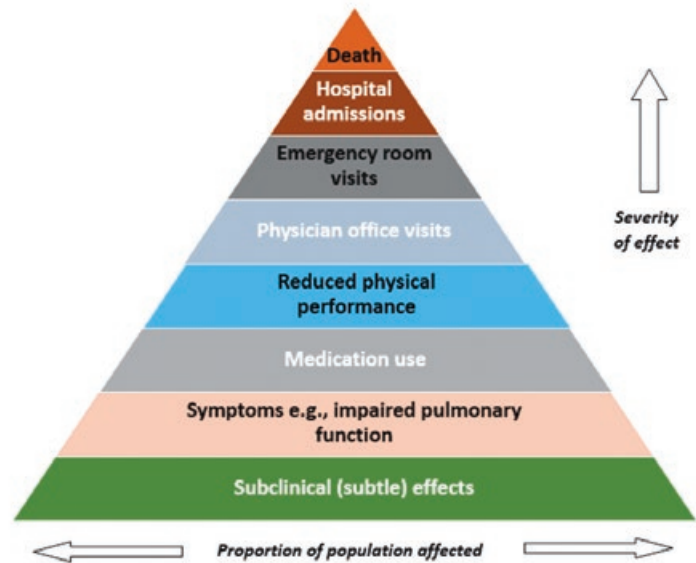 Death
Hospital
admissions
Emergency room
visits
Physician office visits
Reduced physical
performance
Medication use
Symptoms e.g., impaired pulmonary
function
Subclinical (subtle) effects
Severity
of effect
Proportion of population affected